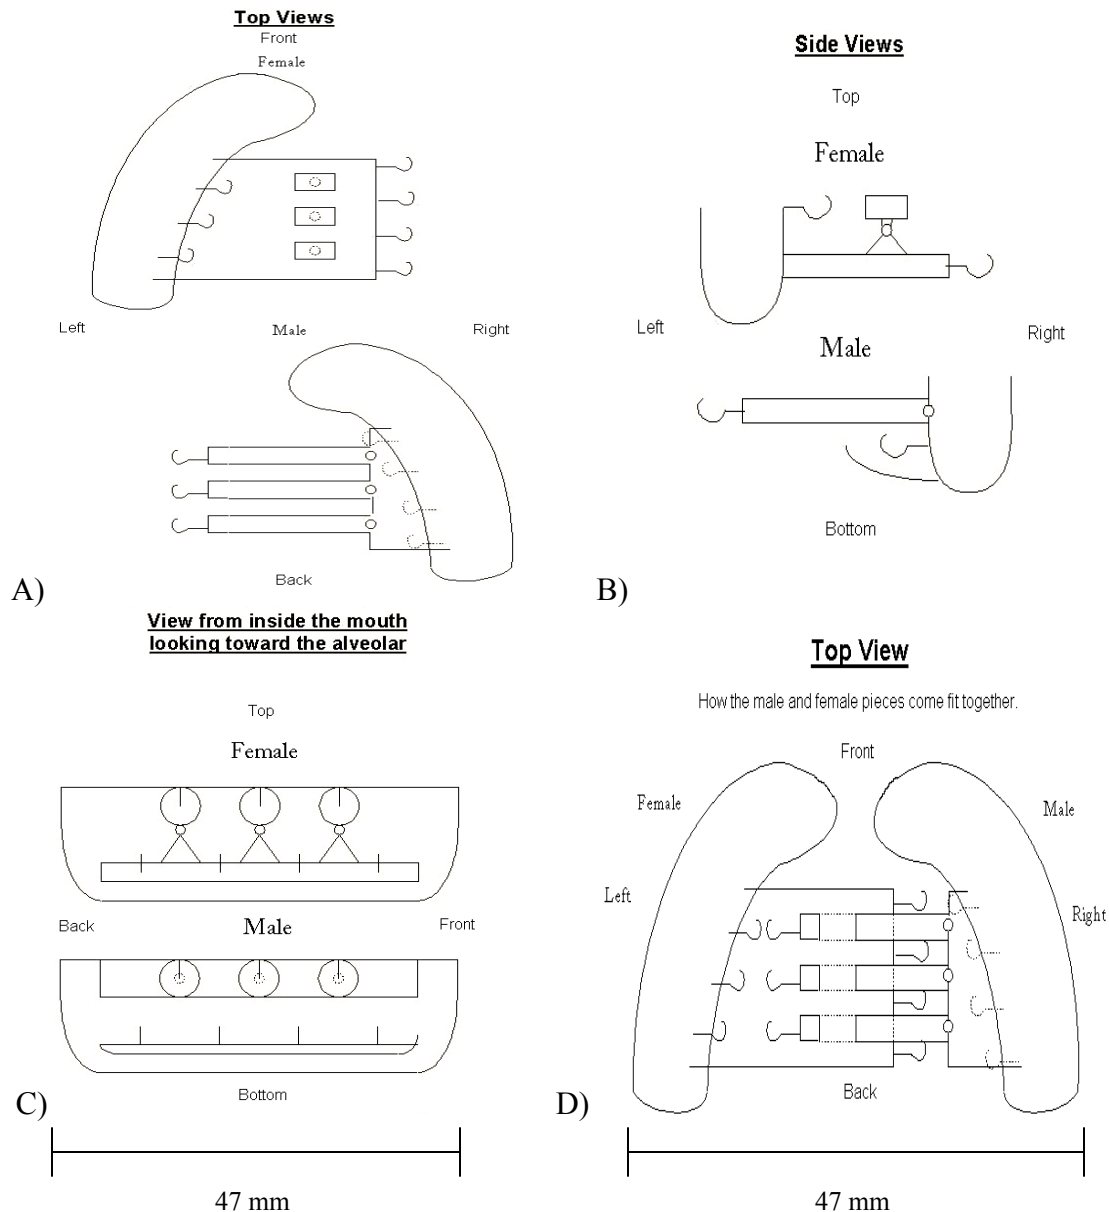 Top Views
Front
Female
Left
Male
Right
Back
A)
Side Views
Top
Female
Left
Right
Male
Bottom
B)
View from inside the mouth
looking toward the alveolar
Top
Female
Back
Male
Front
Bottom
C)
47 mm
Top View
How the male and female pieces come fit together.
Front
Female
Male
Left
Right
Back
D)
47 mm